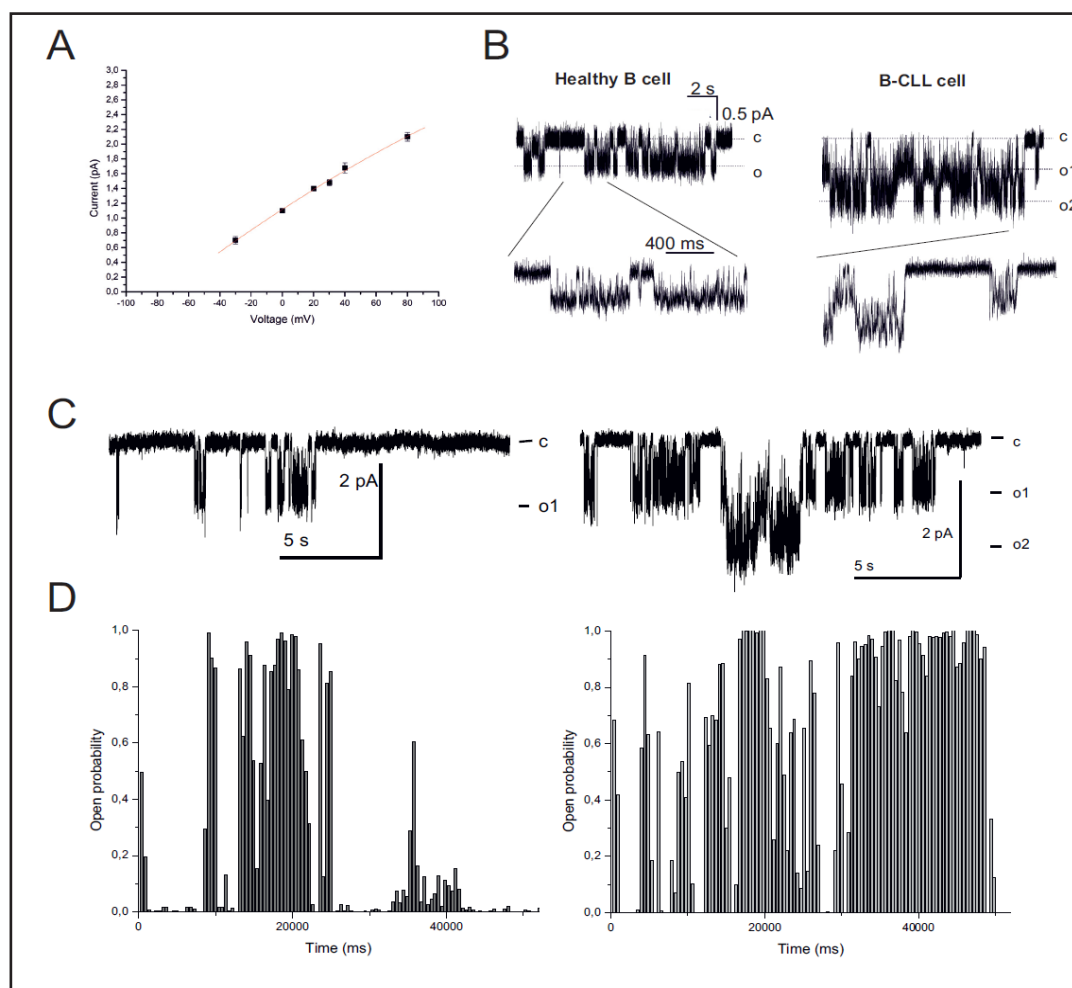 A
3,0
2,8
2,6
2,4
2,2
2,0
1,8
1,6
1,4
1,2
1,0
0,8
0,6
0,4
0,2
0,0
Current (pA)
-100 -80 -60 -40 -20 0 20 40 60 80 100
Voltage (mV)
B
Healthy B cell
2 s
0.5 pA
c
o
400 ms
B-CLL cell
c
o1
o2
C
c
2 pA
o1
5 s
c
o1
2 pA
o2
5 s
D
1,0
0,8
0,6
0,4
0,2
0,0
Open probability
0 20000 40000
Time (ms)
1,0
0,8
0,6
0,4
0,2
0,0
Open probability
0 20000 40000
Time (ms)